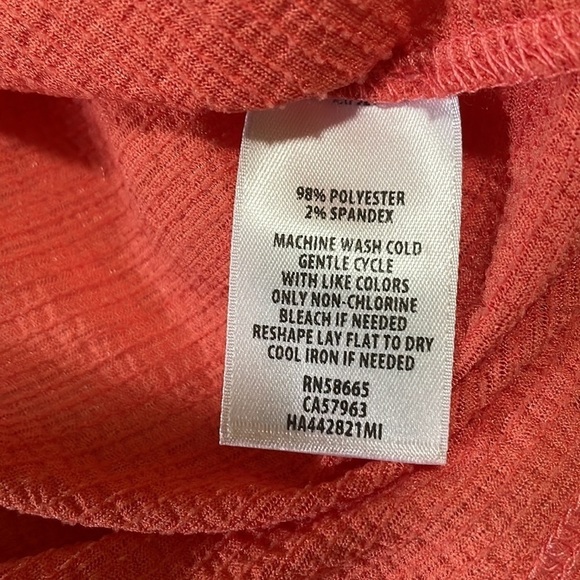 98% POLYESTER
2% SPANDEX
MACHINE WASH COLD
GENTLE CYCLE
WITH LIKE COLORS
ONLY NON-CHLORINE
BLEACH IF NEEDED
RESHAPE LAY FLAT TO DRY
COOL IRON IF NEEDED
RN58665
CA57963
HA442821MI